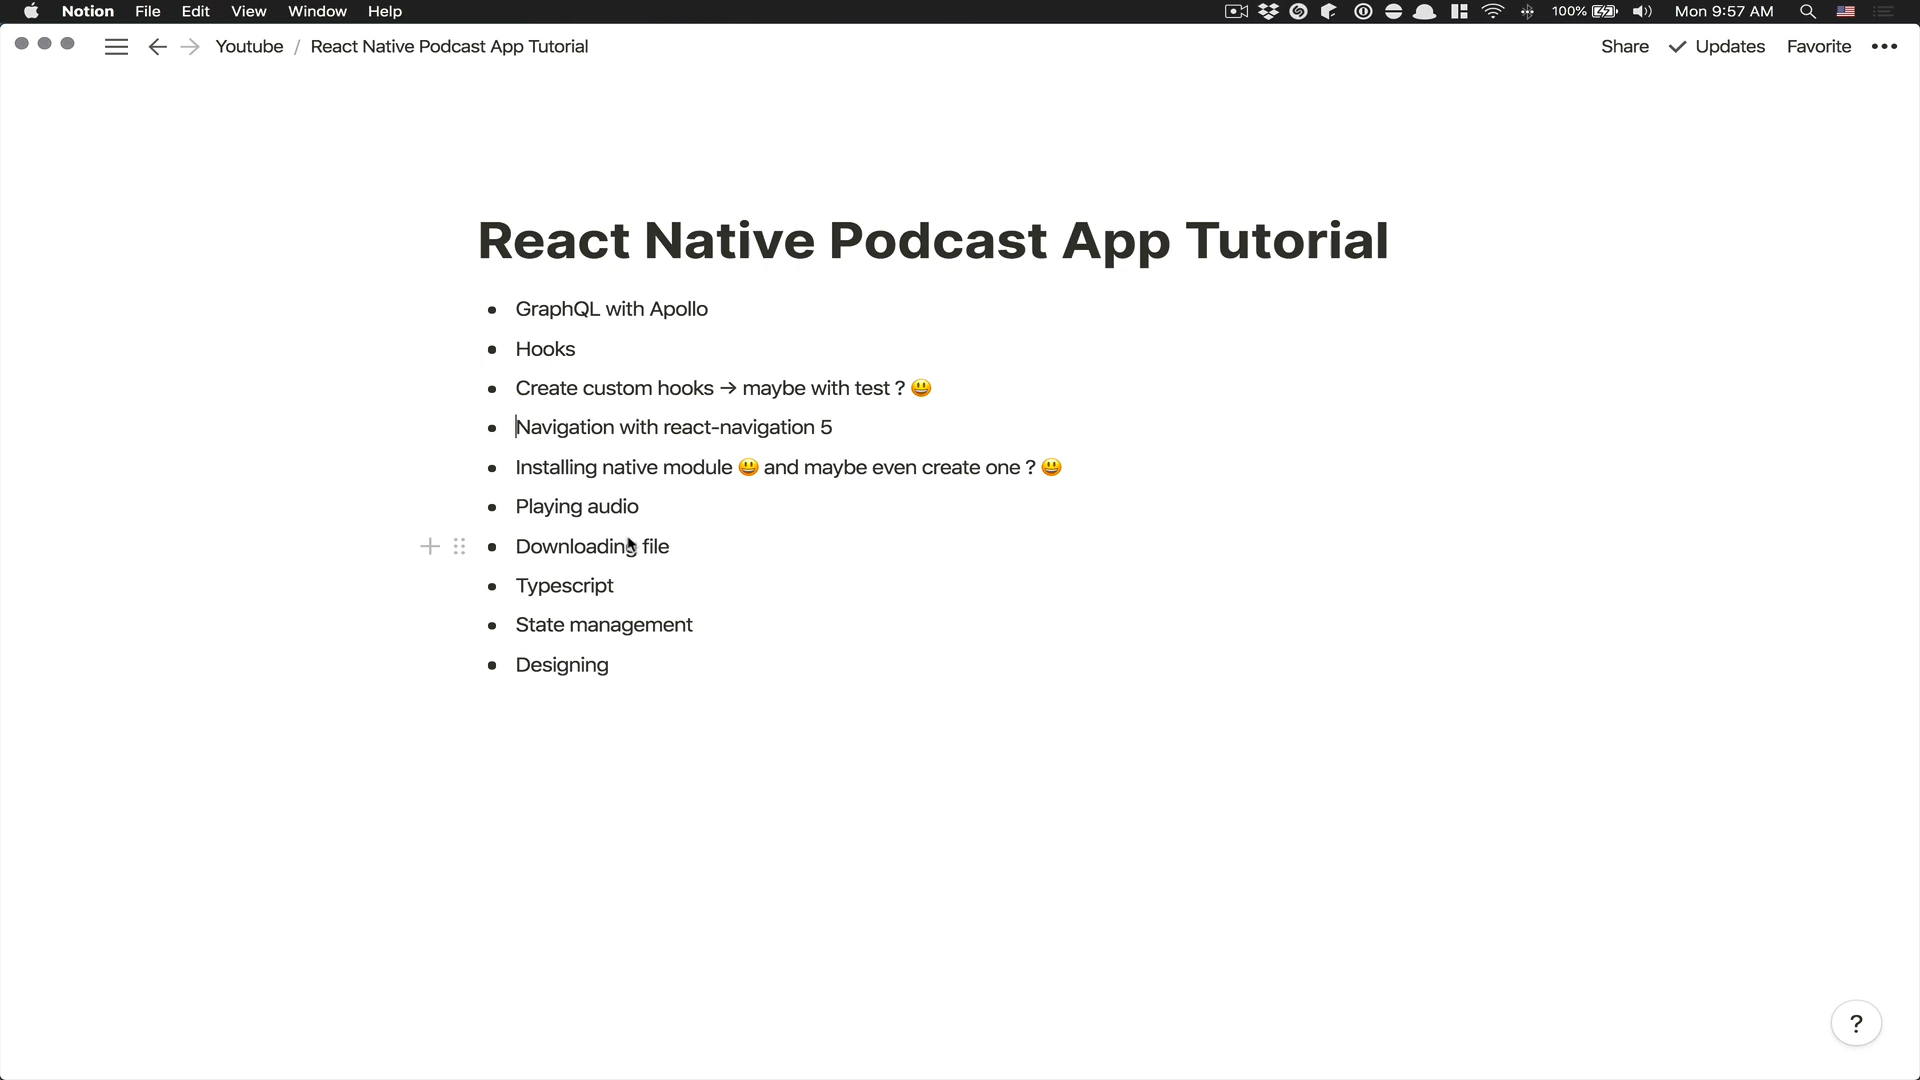 Notion File Edit View Window Help 100% Mon 9:57 AM
Youtube / React Native Podcast App Tutorial Share Updates Favorite
React Native Podcast App Tutorial
GraphQL with Apollo
Hooks
Create custom hooks → maybe with test ? 😃
Navigation with react-navigation 5
Installing native module 😃 and maybe even create one ? 😃
Playing audio
Downloading file
Typescript
State management
Designing
?